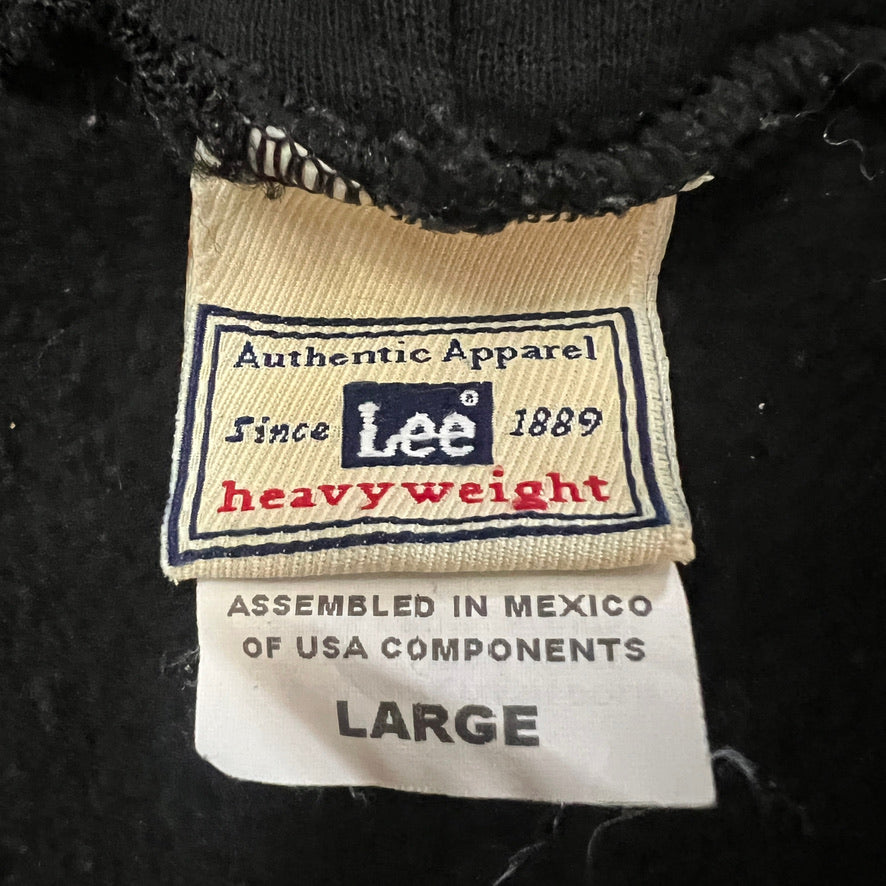 Authentic Apparel
Since Lee® 1889
heavyweight
ASSEMBLED IN MEXICO
OF USA COMPONENTS
LARGE